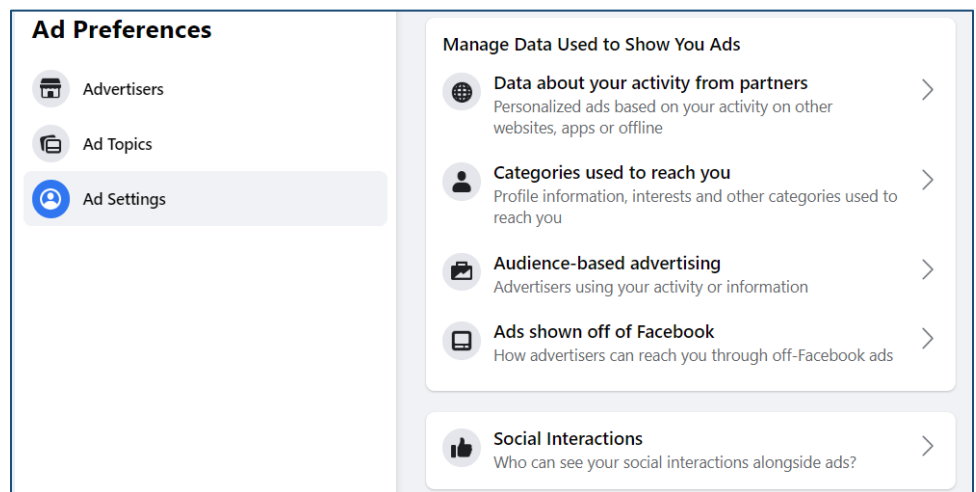 Ad Preferences
Advertisers
Ad Topics
Ad Settings
Manage Data Used to Show You Ads
Data about your activity from partners
Personalized ads based on your activity on other
websites, apps or offline
Categories used to reach you
Profile information, interests and other categories used to
reach you
Audience-based advertising
Advertisers using your activity or information
Ads shown off of Facebook
How advertisers can reach you through off-Facebook ads
Social Interactions
Who can see your social interactions alongside ads?